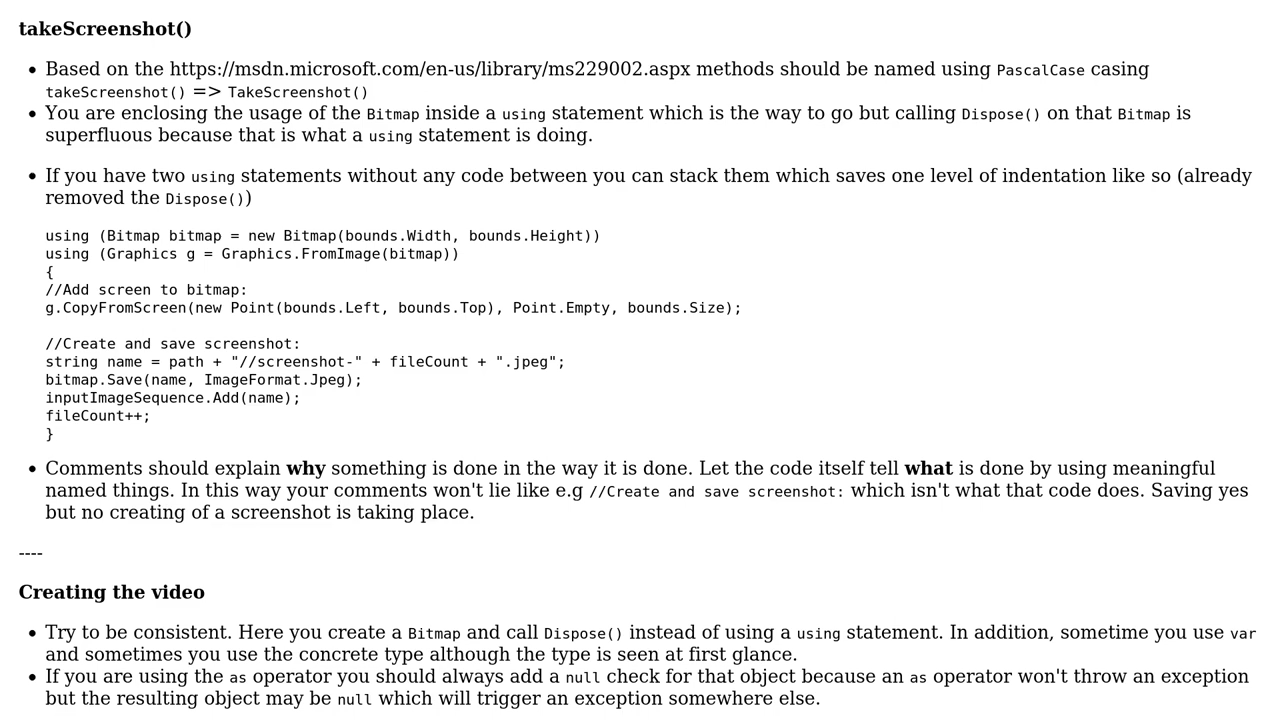 takeScreenshot()
• Based on the https://msdn.microsoft.com/en-us/library/ms229002.aspx methods should be named using PascalCase casing
takeScreenshot() => TakeScreenshot()
• You are enclosing the usage of the Bitmap inside a using statement which is the way to go but calling Dispose() on that Bitmap is
superfluous because that is what a using statement is doing.
• If you have two using statements without any code between you can stack them which saves one level of indentation like so (already
removed the Dispose())
using (Bitmap bitmap = new Bitmap(bounds.Width, bounds.Height))
using (Graphics g = Graphics.FromImage(bitmap))
{
//Add screen to bitmap:
g.CopyFromScreen(new Point(bounds.Left, bounds.Top), Point.Empty, bounds.Size);
//Create and save screenshot:
string name = path + "//screenshot-" + fileCount + ".jpeg";
bitmap.Save(name, ImageFormat.Jpeg);
inputImageSequence.Add(name);
fileCount++;
}
• Comments should explain why something is done in the way it is done. Let the code itself tell what is done by using meaningful
named things. In this way your comments won't lie like e.g //Create and save screenshot: which isn't what that code does. Saving yes
but no creating of a screenshot is taking place.
----
Creating the video
• Try to be consistent. Here you create a Bitmap and call Dispose() instead of using a using statement. In addition, sometime you use var
and sometimes you use the concrete type although the type is seen at first glance.
• If you are using the as operator you should always add a null check for that object because an as operator won't throw an exception
but the resulting object may be null which will trigger an exception somewhere else.